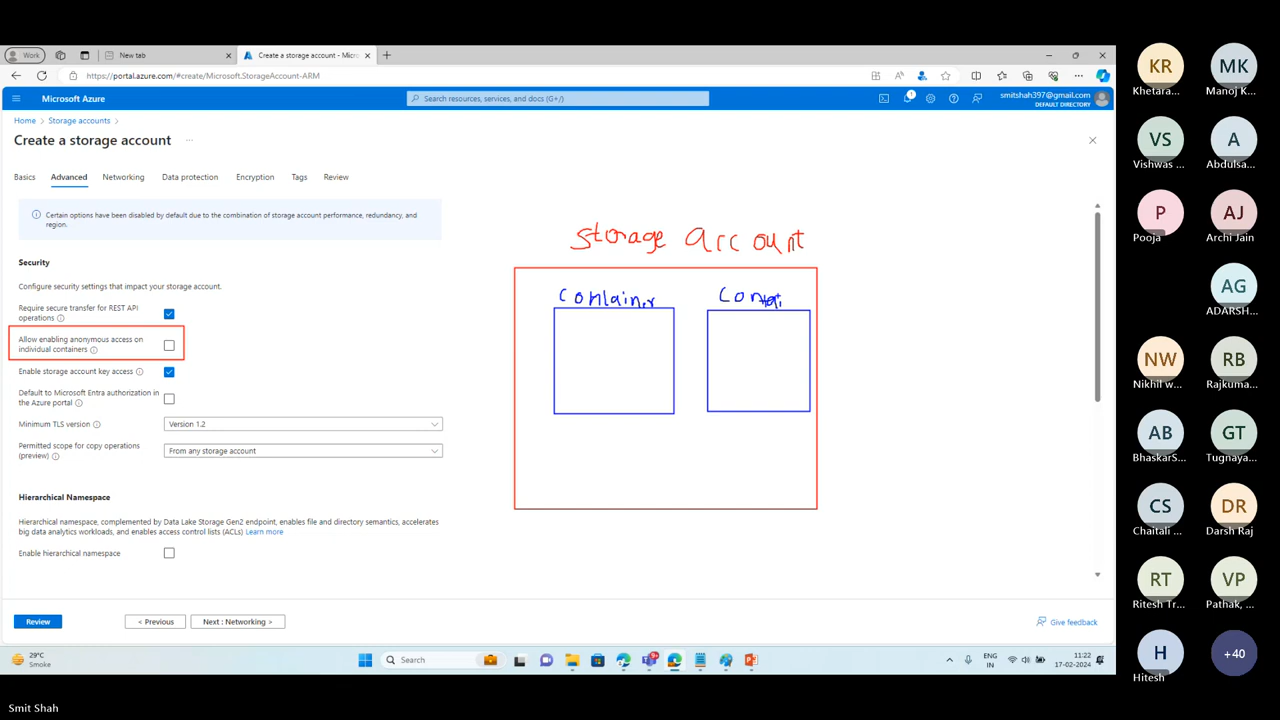 Work
New tab
Create a storage account - Micro
https://portal.azure.com/#create/Microsoft.StorageAccount-ARM
Microsoft Azure
Search resources, services, and docs (G+/)
1
smitshah397@gmail.com
DEFAULT DIRECTORY
Home > Storage accounts >
Create a storage account ...
Basics Advanced Networking Data protection Encryption Tags Review
Certain options have been disabled by default due to the combination of storage account performance, redundancy, and
region.
Security
Configure security settings that impact your storage account.
Require secure transfer for REST API
operations
Allow enabling anonymous access on
individual containers
Enable storage account key access
Default to Microsoft Entra authorization in
the Azure portal
Minimum TLS version
Version 1.2
Permitted scope for copy operations
(preview)
From any storage account
Hierarchical Namespace
Hierarchical namespace, complemented by Data Lake Storage Gen2 endpoint, enables file and directory semantics, accelerates
big data analytics workloads, and enables access control lists (ACLs) Learn more
Enable hierarchical namespace
Review
< Previous
Next : Networking >
Give feedback
storage account
Container
29°C
Smoke
Search
ENG
IN
11:22
17-02-2024
KR
Khetara...
MK
Manoj K...
VS
Vishwas ...
A
Abdulsa...
P
Pooja
AJ
Archi Jain
AG
ADARSH...
NW
Nikhil w...
RB
Rajkuma...
AB
BhaskarS...
GT
Tugnaya...
CS
Chaitali ...
DR
Darsh Raj
RT
Ritesh Tr...
VP
Pathak, ...
H
Hitesh
+40
Smit Shah